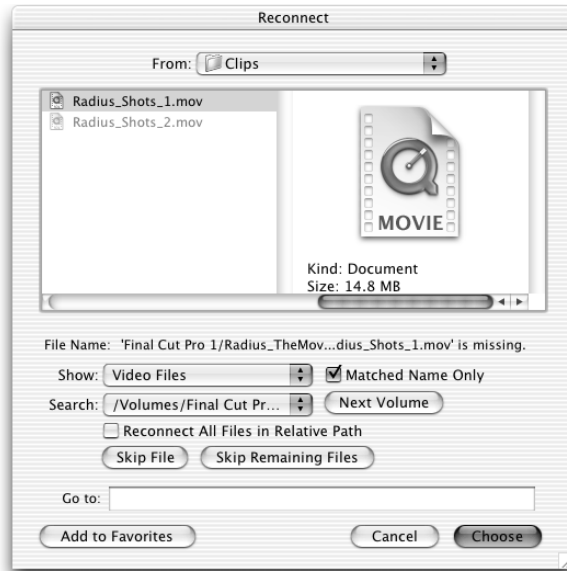 Reconnect
From: Clips
Radius_Shots_1.mov
Radius_Shots_2.mov
MOVIE
Kind: Document
Size: 14.8 MB
File Name: 'Final Cut Pro 1/Radius_TheMov...dius_Shots_1.mov' is missing.
Show: Video Files Matched Name Only
Search: /Volumes/Final Cut Pr... Next Volume
Reconnect All Files in Relative Path
Skip File Skip Remaining Files
Go to:
Add to Favorites Cancel Choose